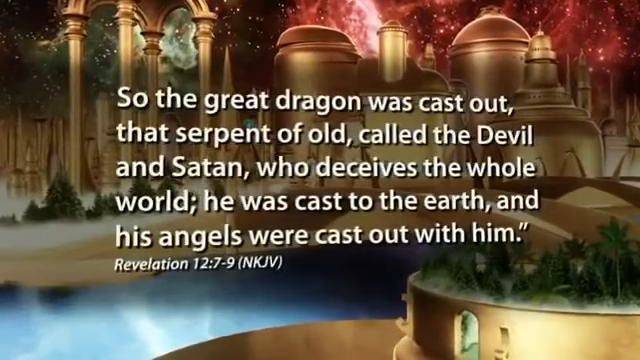 So the great dragon was cast out,
that serpent of old, called the Devil
and Satan, who deceives the whole
world; he was cast to the earth, and
his angels were cast out with him.”
Revelation 12:7-9 (NKJV)